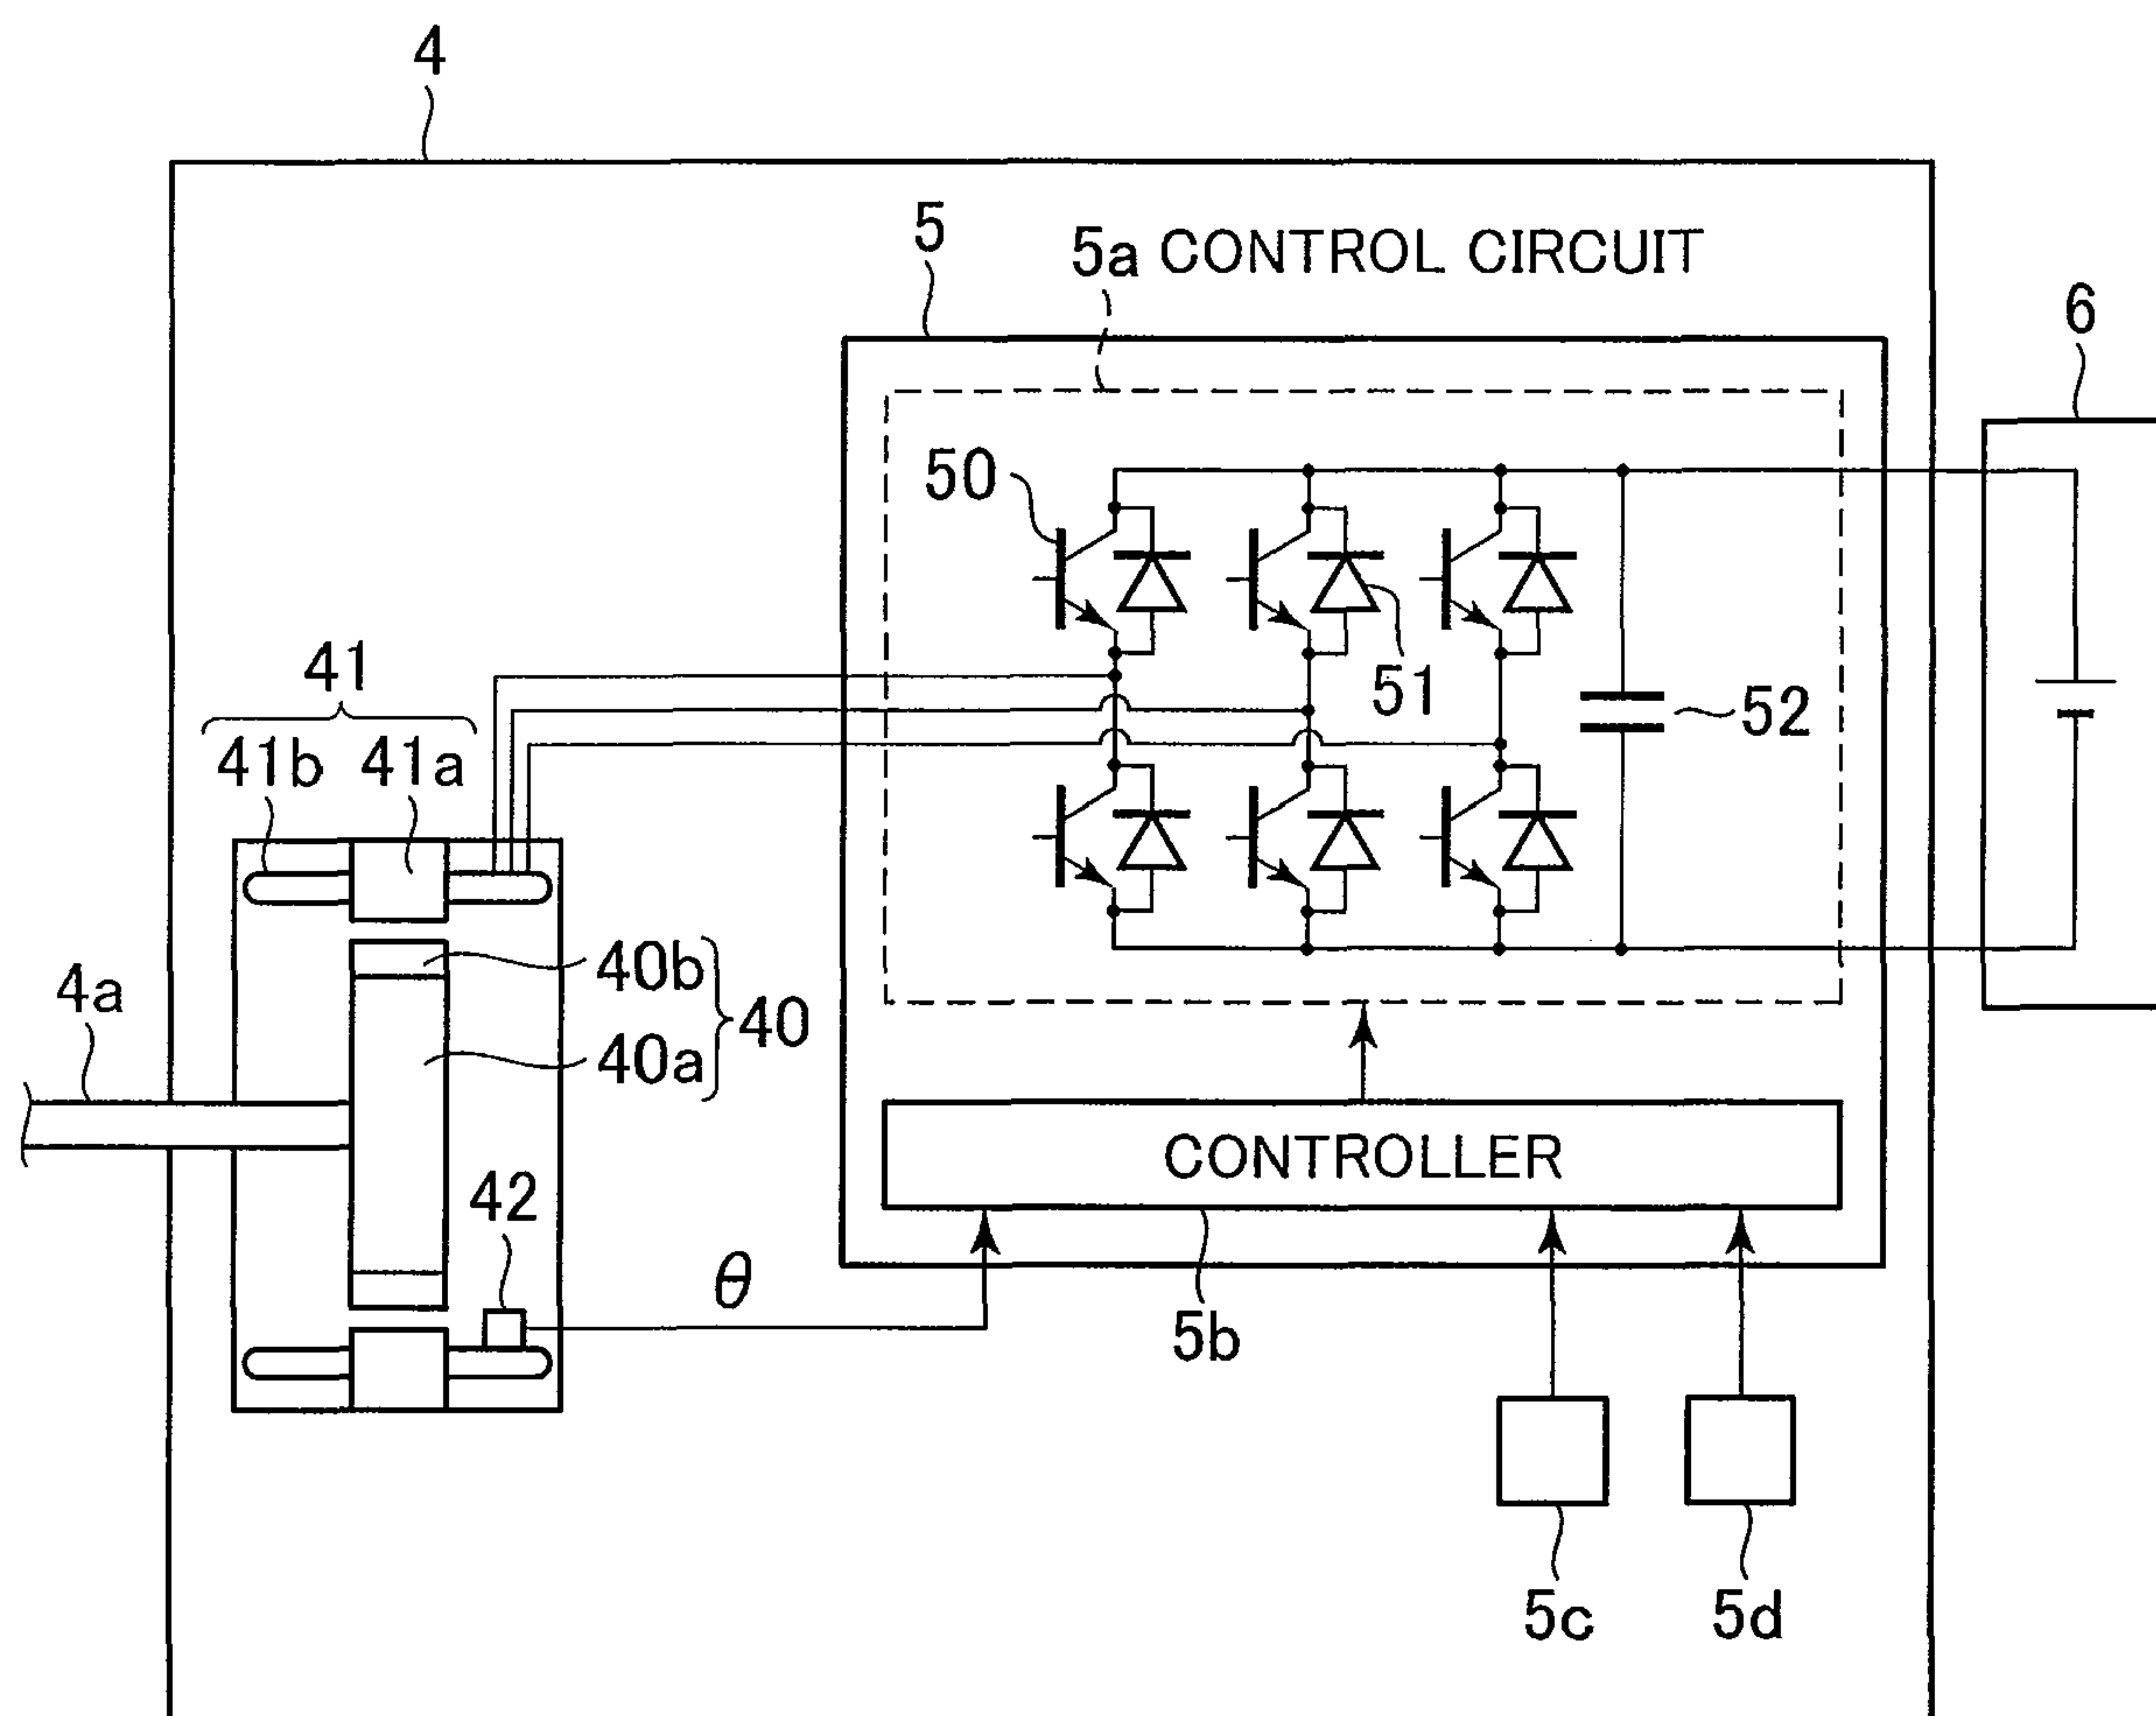 4
5
5a CONTROL CIRCUIT
6
50
51
52
41
41b 41a
40b
40
40a
4a
CONTROLLER
42
θ
5b
5c
5d